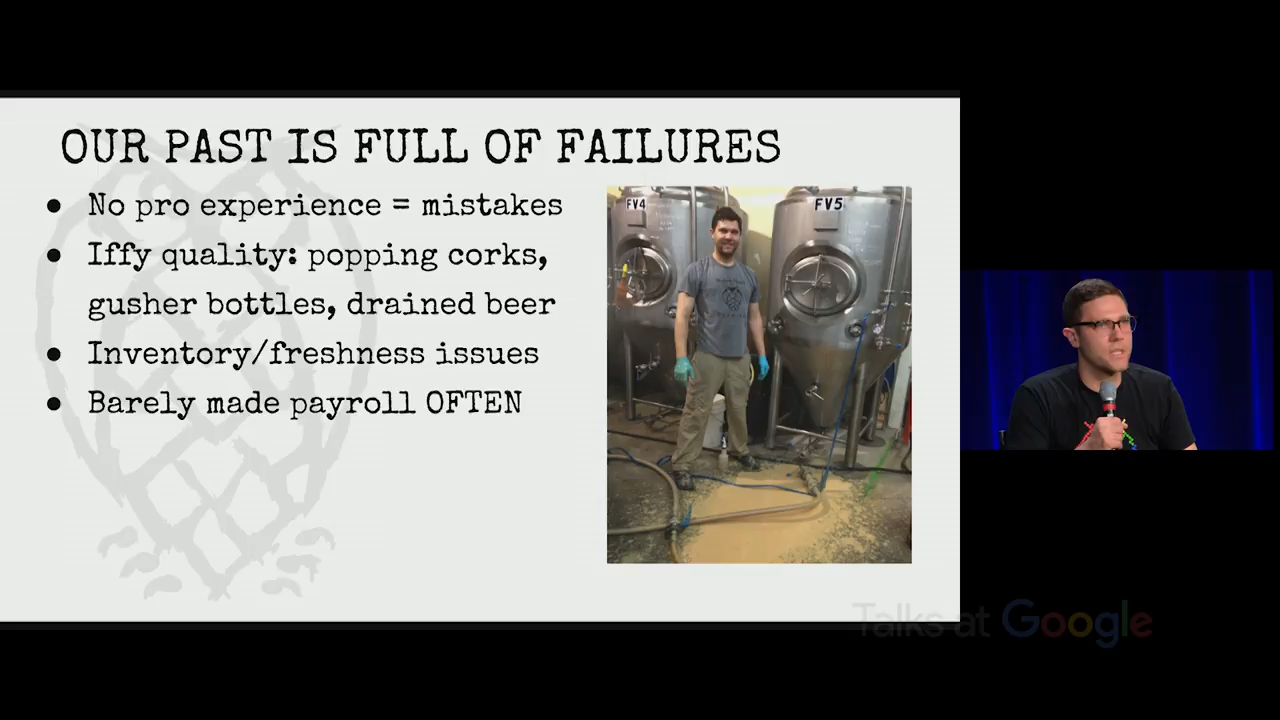 OUR PAST IS FULL OF FAILURES
● No pro experience = mistakes
● Iffy quality: popping corks,
gusher bottles, drained beer
● Inventory/freshness issues
● Barely made payroll OFTEN
FV4
FV5
Talks at Google